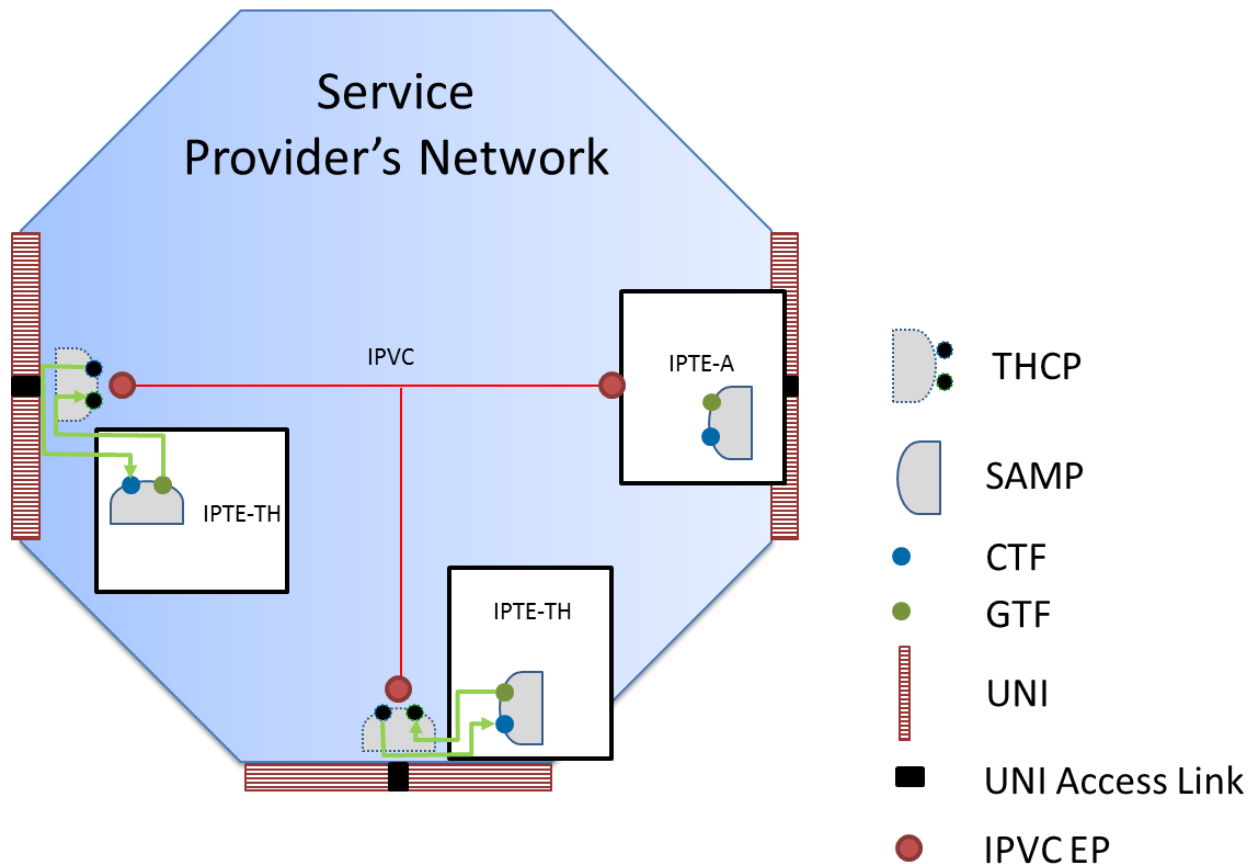 Service
Provider's Network
IPVC
IPTE-A
IPTE-TH
IPTE-TH
THCP
SAMP
CTF
GTF
UNI
UNI Access Link
IPVC EP